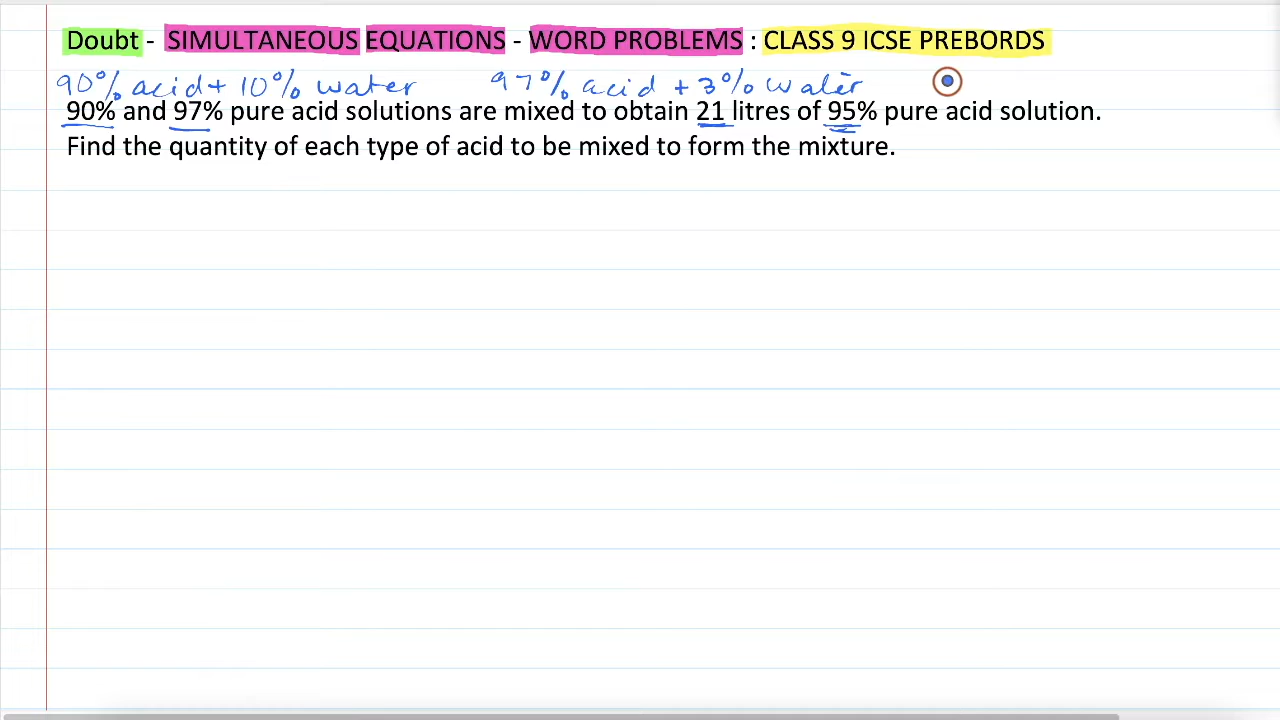 Doubt - SIMULTANEOUS EQUATIONS - WORD PROBLEMS : CLASS 9 ICSE PREBORDS
90% acid + 10% water 97% acid + 3% water
90% and 97% pure acid solutions are mixed to obtain 21 litres of 95% pure acid solution.
Find the quantity of each type of acid to be mixed to form the mixture.